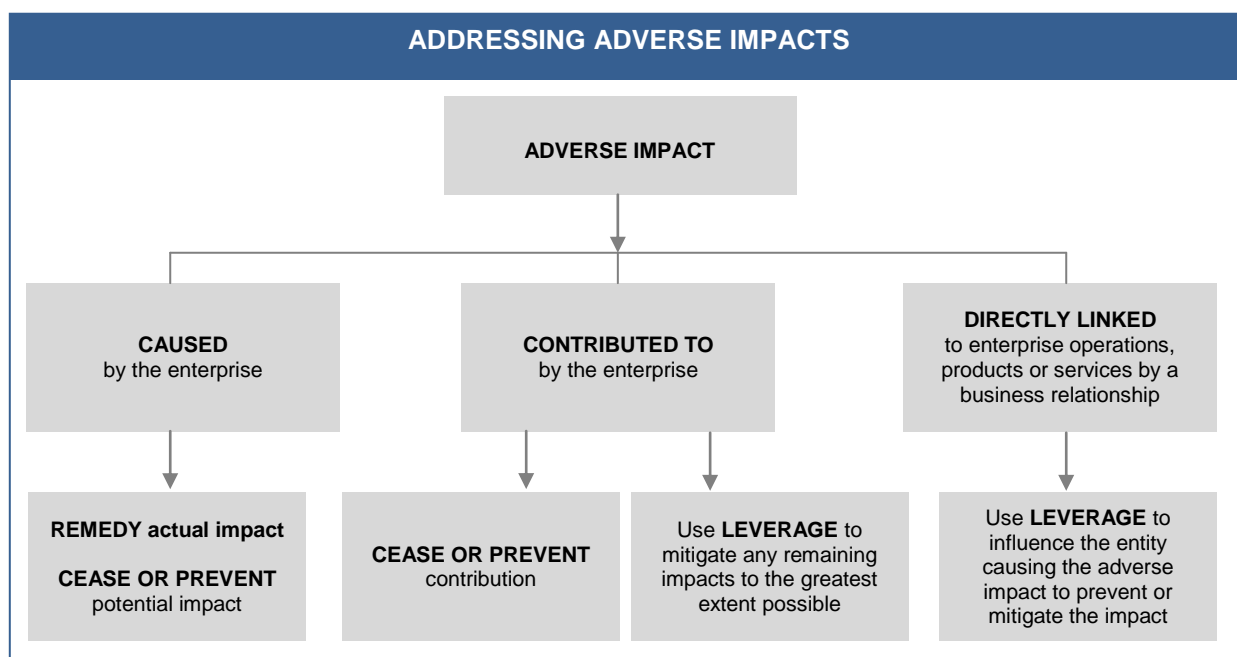 ADDRESSING ADVERSE IMPACTS
ADVERSE IMPACT
CAUSED
by the enterprise
CONTRIBUTED TO
by the enterprise
DIRECTLY LINKED
to enterprise operations,
products or services by a
business relationship
REMEDY actual impact
CEASE OR PREVENT
potential impact
CEASE OR PREVENT
contribution
Use LEVERAGE to
mitigate any remaining
impacts to the greatest
extent possible
Use LEVERAGE to
influence the entity
causing the adverse
impact to prevent or
mitigate the impact